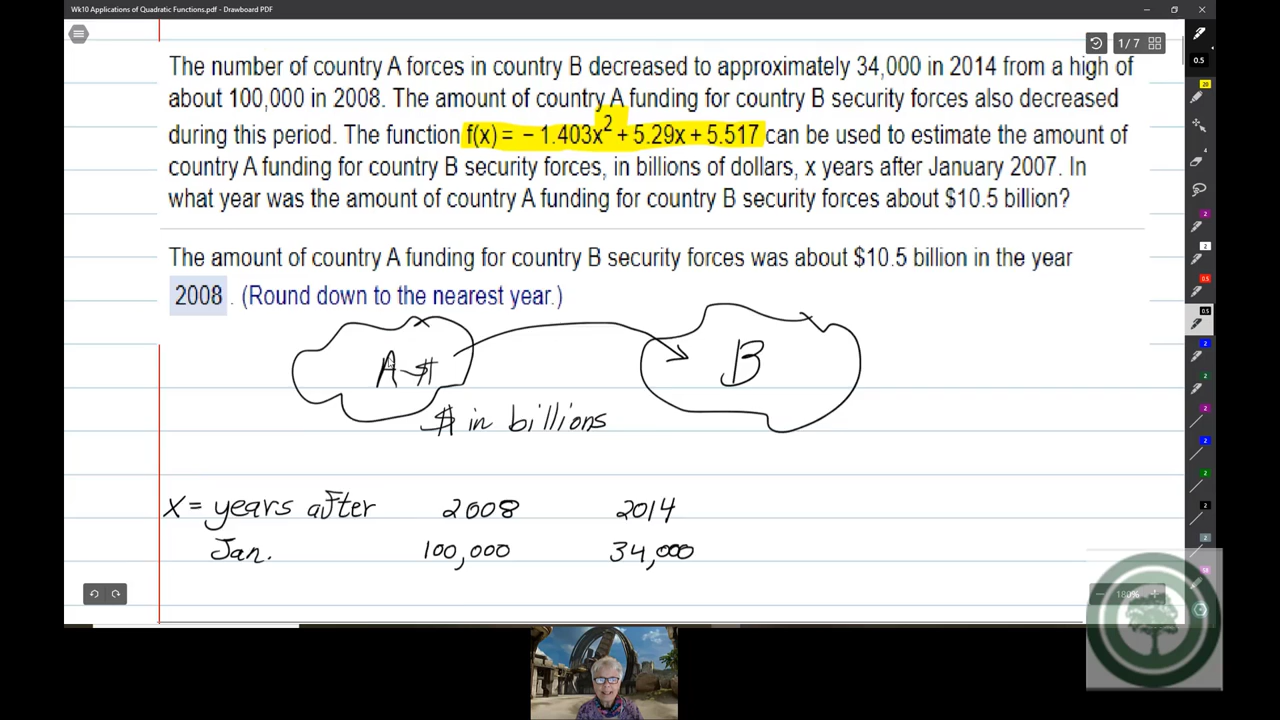 Wk10 Applications of Quadratic Functions.pdf - Drawboard PDF
1/7
0.5
The number of country A forces in country B decreased to approximately 34,000 in 2014 from a high of
about 100,000 in 2008. The amount of country A funding for country B security forces also decreased
during this period. The function f(x) = − 1.403x² + 5.29x + 5.517 can be used to estimate the amount of
country A funding for country B security forces, in billions of dollars, x years after January 2007. In
what year was the amount of country A funding for country B security forces about $10.5 billion?
The amount of country A funding for country B security forces was about $10.5 billion in the year
2008 . (Round down to the nearest year.)
A-$ B
$ in billions
x = years after 2008 2014
Jan. 100,000 34,000
180%